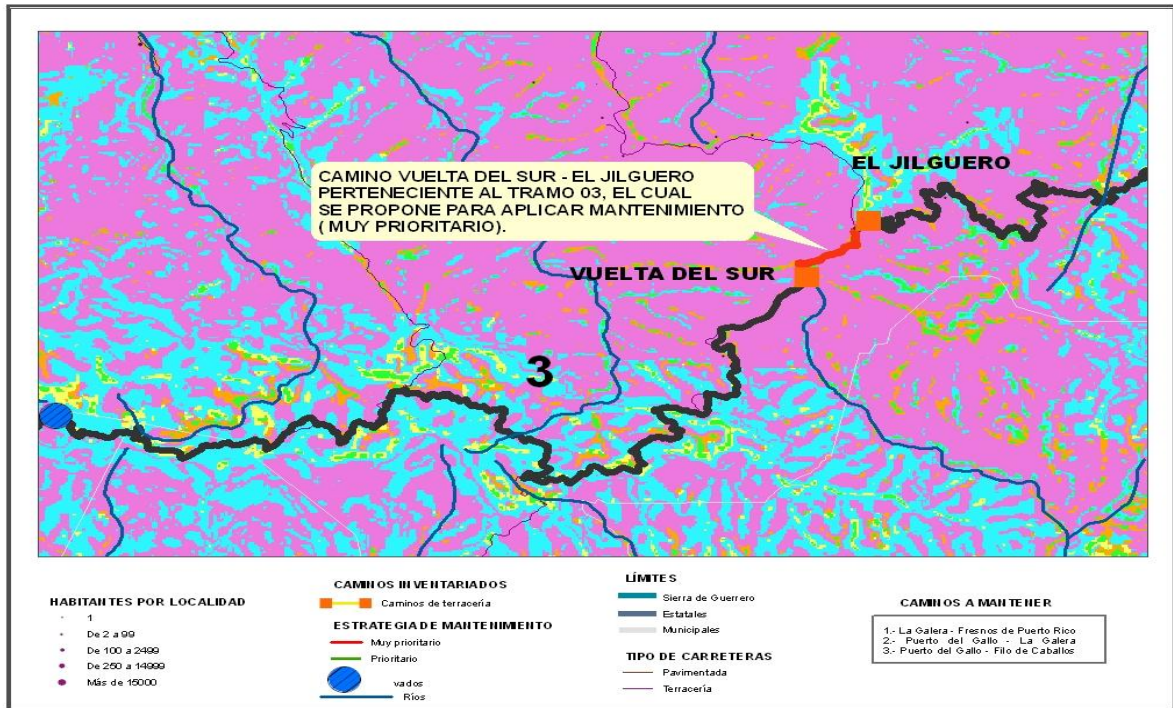 CAMINO VUELTA DEL SUR - EL JILGUERO
PERTENECIENTE AL TRAMO 03, EL CUAL
SE PROPONE PARA APLICAR MANTENIMIENTO
( MUY PRIORITARIO).
EL JILGUERO
VUELTA DEL SUR
3
HABITANTES POR LOCALIDAD
1
De 2 a 99
De 100 a 2499
De 250 a 14999
Más de 15000
CAMINOS INVENTARIADOS
Caminos de terracería
ESTRATEGIA DE MANTENIMIENTO
Muy prioritario
Prioritario
vados
Ríos
LÍMITES
Sierra de Guerrero
Estatales
Municipales
TIPO DE CARRETERAS
Pavimentada
Terracería
CAMINOS A MANTENER
1.- La Galera - Fresnos de Puerto Rico
2.- Puerto del Gallo - La Galera
3.- Puerto del Gallo - Filo de Caballos